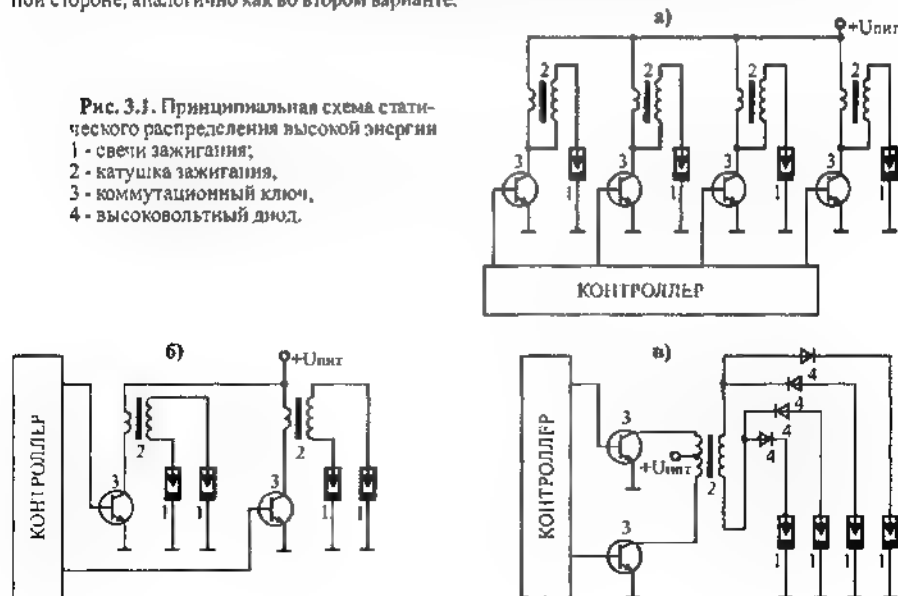 ной стороне, аналогично как во втором варианте.
Рис. 3.1. Принципиальная схема стати-
ческого распределения высокой энергии
1 - свечи зажигания;
2 - катушка зажигания,
3 - коммутационный ключ,
4 - высоковольтный диод.
а)
+Uпит
2 2 2 2
3 3 3 3
1 1 1 1
КОНТРОЛЛЕР
б)
+Uпит
КОНТРОЛЛЕР
2 2
3 3
1 1 1 1
в)
КОНТРОЛЛЕР
3
+Uпит
2
3
4
4
4
4
1 1 1 1